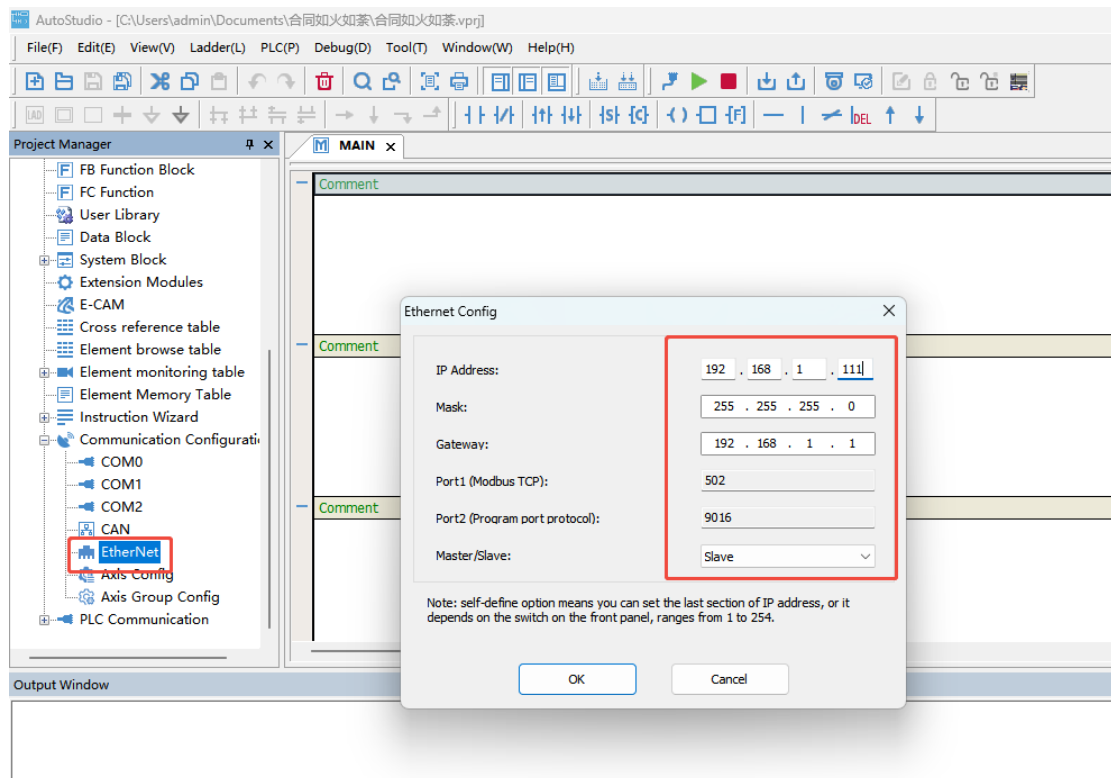 AutoStudio - [C:\Users\admin\Documents\合同如火如荼\合同如火如荼.vprj]
File(F) Edit(E) View(V) Ladder(L) PLC(P) Debug(D) Tool(T) Window(W) Help(H)
LAD
S C F DEL
Project Manager
MAIN
FB Function Block
FC Function
User Library
Data Block
System Block
Extension Modules
E-CAM
Cross reference table
Element browse table
Element monitoring table
Element Memory Table
Instruction Wizard
Communication Configurati
COM0
COM1
COM2
CAN
EtherNet
Axis Config
Axis Group Config
PLC Communication
Comment
Comment
Comment
Ethernet Config
IP Address: 192 . 168 . 1 . 111
Mask: 255 . 255 . 255 . 0
Gateway: 192 . 168 . 1 . 1
Port1 (Modbus TCP): 502
Port2 (Program port protocol): 9016
Master/Slave: Slave
Note: self-define option means you can set the last section of IP address, or it
depends on the switch on the front panel, ranges from 1 to 254.
OK Cancel
Output Window